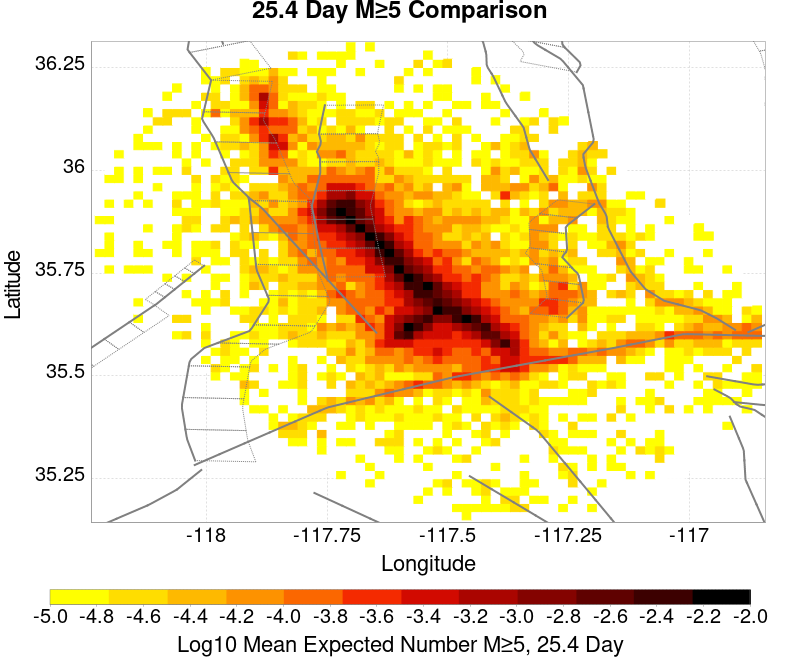 25.4 Day M≥5 Comparison
36.25
36
35.75
35.5
35.25
Latitude
-118 -117.75 -117.5 -117.25 -117
Longitude
-5.0 -4.8 -4.6 -4.4 -4.2 -4.0 -3.8 -3.6 -3.4 -3.2 -3.0 -2.8 -2.6 -2.4 -2.2 -2.0
Log10 Mean Expected Number M≥5, 25.4 Day